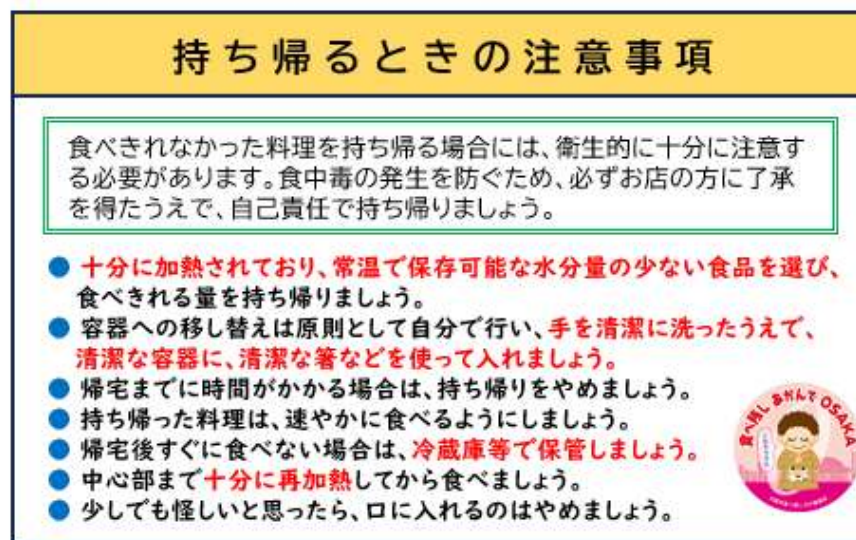 持ち帰るときの注意事項
食べきれなかった料理を持ち帰る場合には、衛生的に十分に注意す
る必要があります。食中毒の発生を防ぐため、必ずお店の方に了承
を得たうえで、自己責任で持ち帰りましょう。
● 十分に加熱されており、常温で保存可能な水分量の少ない食品を選び、
食べきれる量を持ち帰りましょう。
● 容器への移し替えは原則として自分で行い、手を清潔に洗ったうえで、
清潔な容器に、清潔な箸などを使って入れましょう。
● 帰宅までに時間がかかる場合は、持ち帰りをやめましょう。
● 持ち帰った料理は、速やかに食べるようにしましょう。
● 帰宅後すぐに食べない場合は、冷蔵庫等で保管しましょう。
● 中心部まで十分に再加熱してから食べましょう。
● 少しでも怪しいと思ったら、口に入れるのはやめましょう。
食べ残しあかんでOSAKA